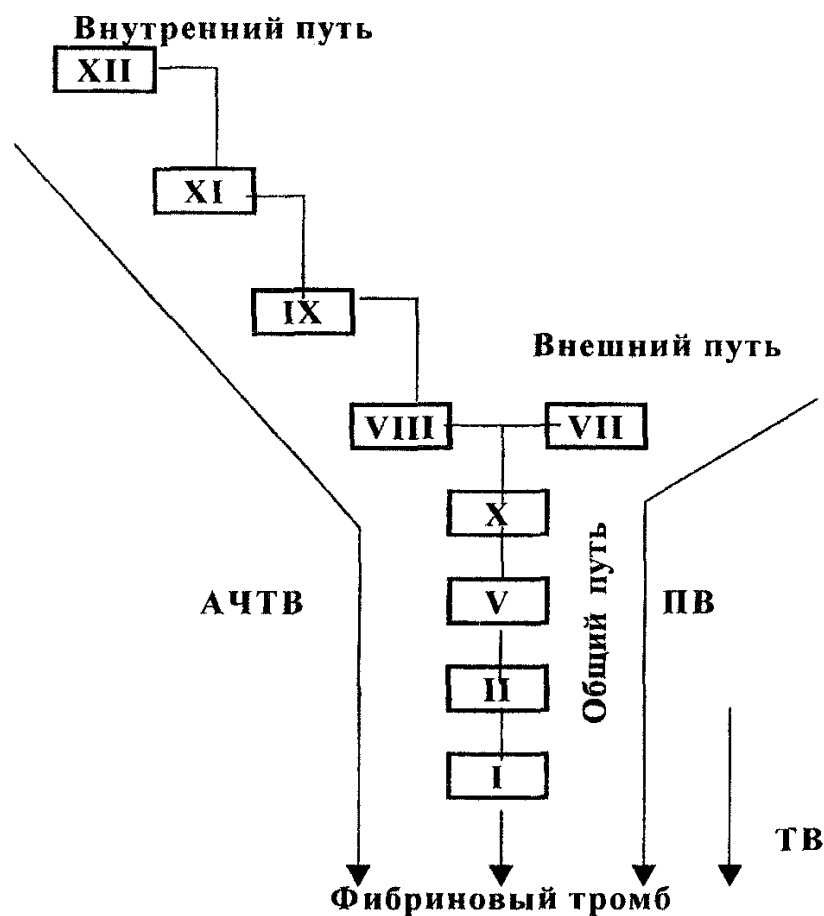 Внутренний путь
XII
XI
IX
Внешний путь
VIII
VII
X
V
II
I
Общий путь
АЧТВ
ПВ
ТВ
Фибриновый тромб